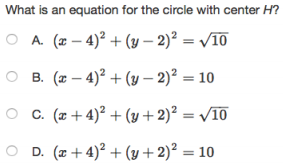 What is an equation for the circle with center H?
A. (x – 4)² + (y – 2)² = √10
B. (x – 4)² + (y – 2)² = 10
C. (x + 4)² + (y + 2)² = √10
D. (x + 4)² + (y + 2)² = 10